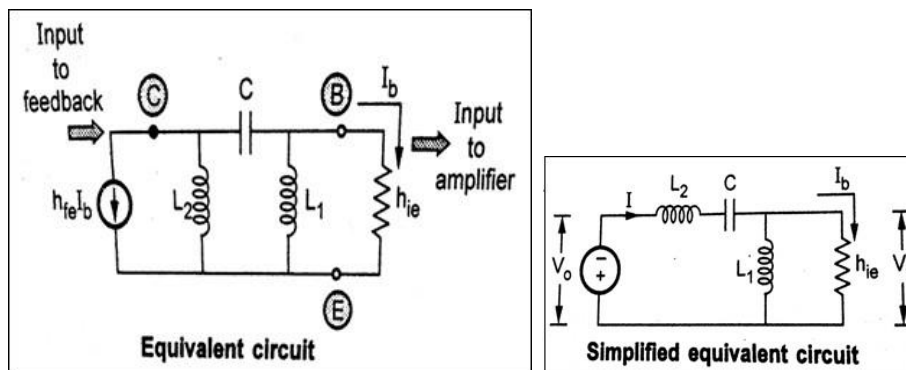 Input
to
feedback
C
C
B
I_b
Input
to
amplifier
h_fe I_b
L_2
L_1
h_ie
E
Equivalent circuit
I
L_2
C
I_b
V_o
-
+
L_1
h_ie
V
Simplified equivalent circuit